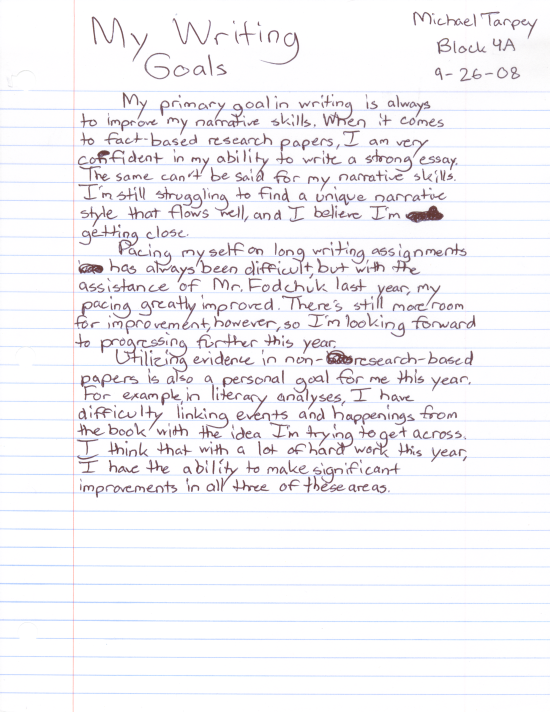 My Writing
Goals
Michael Tarpey
Block 4A
9-26-08
My primary goal in writing is always
to improve my narrative skills. When it comes
to fact-based research papers, I am very
confident in my ability to write a strong essay.
The same can't be said for my narrative skills.
I'm still struggling to find a unique narrative
style that flows well, and I believe I'm
getting close.
Pacing myself on long writing assignments
has always been difficult, but with the
assistance of Mr. Fodchuk last year, my
pacing greatly improved. There's still more room
for improvement, however, so I'm looking forward
to progressing further this year.
Utilizing evidence in non-research-based
papers is also a personal goal for me this year.
For example, in literary analyses, I have
difficulty linking events and happenings from
the book with the idea I'm trying to get across.
I think that with a lot of hard work this year,
I have the ability to make significant
improvements in all three of these areas.